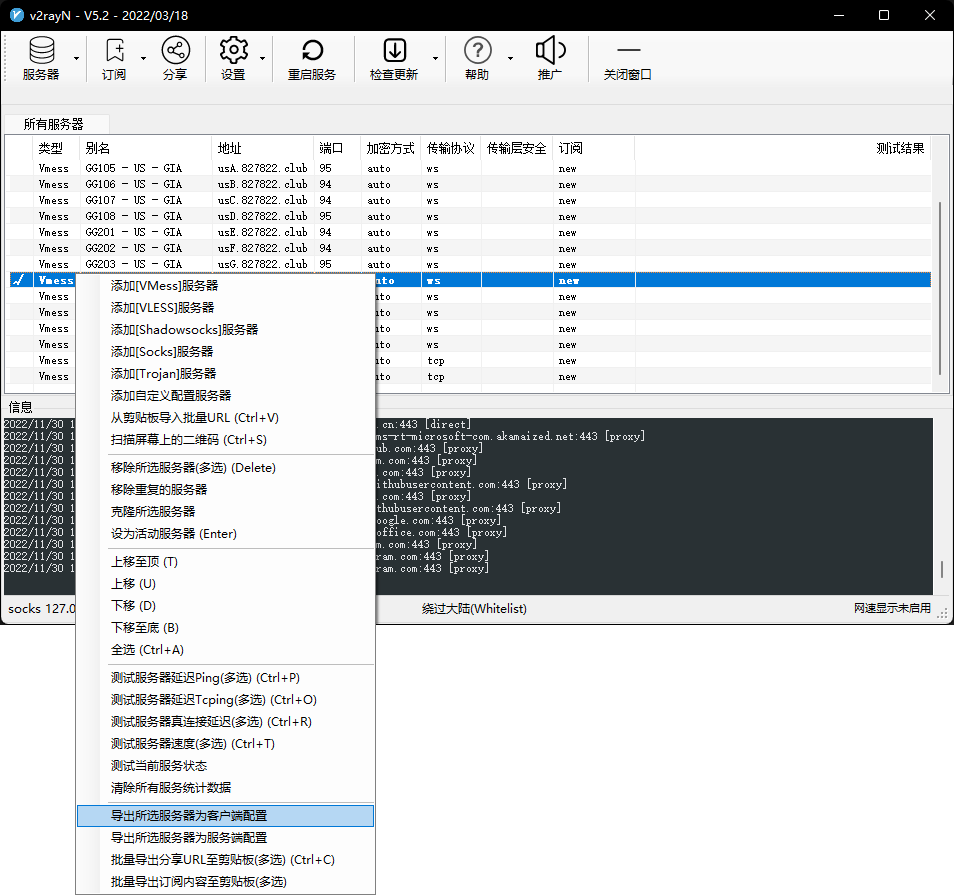 v2rayN - V5.2 - 2022/03/18
服务器 订阅 分享 设置 重启服务 检查更新 帮助 推广 关闭窗口
所有服务器
类型 别名 地址 端口 加密方式 传输协议 传输层安全 订阅 测试结果
Vmess GG105 - US - GIA usA.827822.club 95 auto ws new
Vmess GG106 - US - GIA usB.827822.club 94 auto ws new
Vmess GG107 - US - GIA usC.827822.club 94 auto ws new
Vmess GG108 - US - GIA usD.827822.club 95 auto ws new
Vmess GG201 - US - GIA usE.827822.club 94 auto ws new
Vmess GG202 - US - GIA usF.827822.club 94 auto ws new
Vmess GG203 - US - GIA usG.827822.club 95 auto ws new
Vmess uto ws new
Vmess uto ws new
Vmess uto ws new
Vmess uto ws new
Vmess uto ws new
Vmess uto tcp new
Vmess uto tcp new
添加[VMess]服务器
添加[VLESS]服务器
添加[Shadowsocks]服务器
添加[Socks]服务器
添加[Trojan]服务器
添加自定义配置服务器
从剪贴板导入批量URL (Ctrl+V)
扫描屏幕上的二维码 (Ctrl+S)
移除所选服务器(多选) (Delete)
移除重复的服务器
克隆所选服务器
设为活动服务器 (Enter)
上移至顶 (T)
上移 (U)
下移 (D)
下移至底 (B)
全选 (Ctrl+A)
测试服务器延迟Ping(多选) (Ctrl+P)
测试服务器延迟Tcping(多选) (Ctrl+O)
测试服务器真连接延迟(多选) (Ctrl+R)
测试服务器速度(多选) (Ctrl+T)
测试当前服务状态
清除所有服务统计数据
导出所选服务器为客户端配置
导出所选服务器为服务端配置
批量导出分享URL至剪贴板(多选) (Ctrl+C)
批量导出订阅内容至剪贴板(多选)
信息
2022/11/30 1 .cn:443 [direct]
2022/11/30 1 ms-rt-microsoft-com.akamaized.net:443 [proxy]
2022/11/30 1 ub.com:443 [proxy]
2022/11/30 1 m.com:443 [proxy]
2022/11/30 1 .com:443 [proxy]
2022/11/30 1 ithubusercontent.com:443 [proxy]
2022/11/30 1 .com:443 [proxy]
2022/11/30 1 thubusercontent.com:443 [proxy]
2022/11/30 1 oogle.com:443 [proxy]
2022/11/30 1 office.com:443 [proxy]
2022/11/30 1 m.com:443 [proxy]
2022/11/30 1 ram.com:443 [proxy]
2022/11/30 1 ram.com:443 [proxy]
socks 127.0 绕过大陆(Whitelist) 网速显示未启用